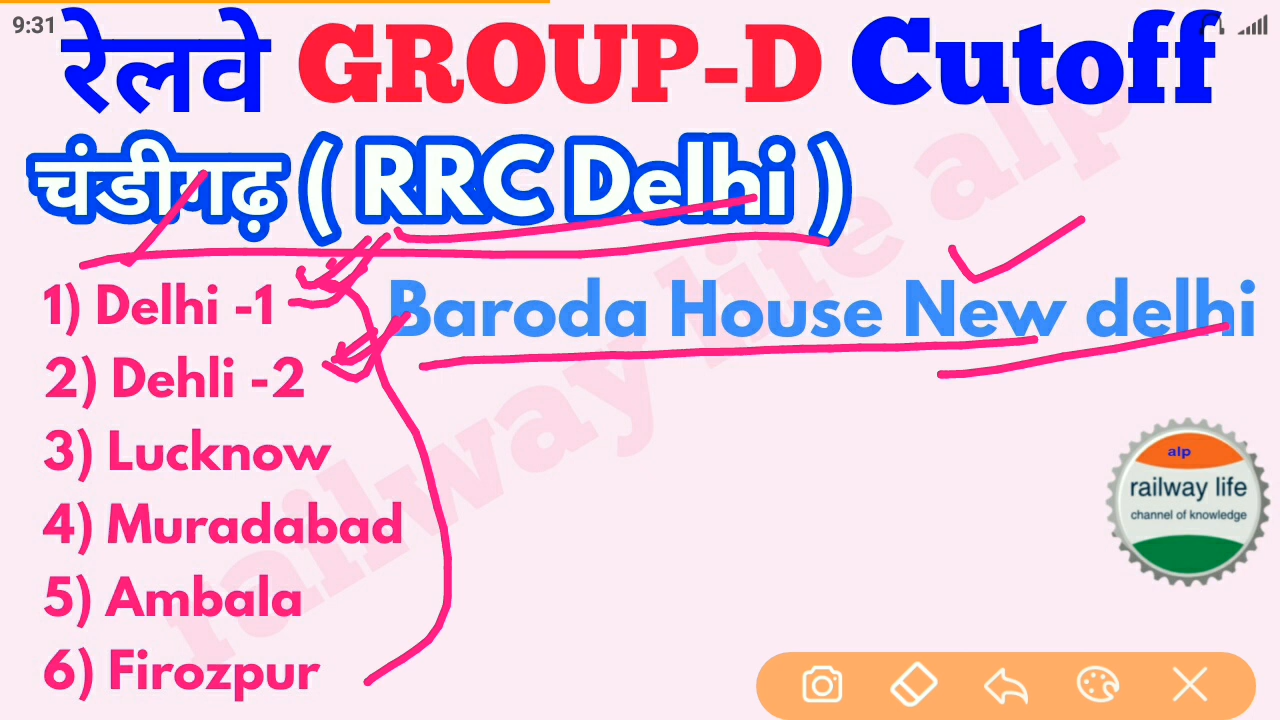 9:31
रेलवे GROUP-D Cutoff
चंडीगढ़ ( RRC Delhi )
1) Delhi -1
Baroda House New delhi
2) Dehli -2
3) Lucknow
4) Muradabad
5) Ambala
6) Firozpur
railway life alp
alp
railway life
channel of knowledge